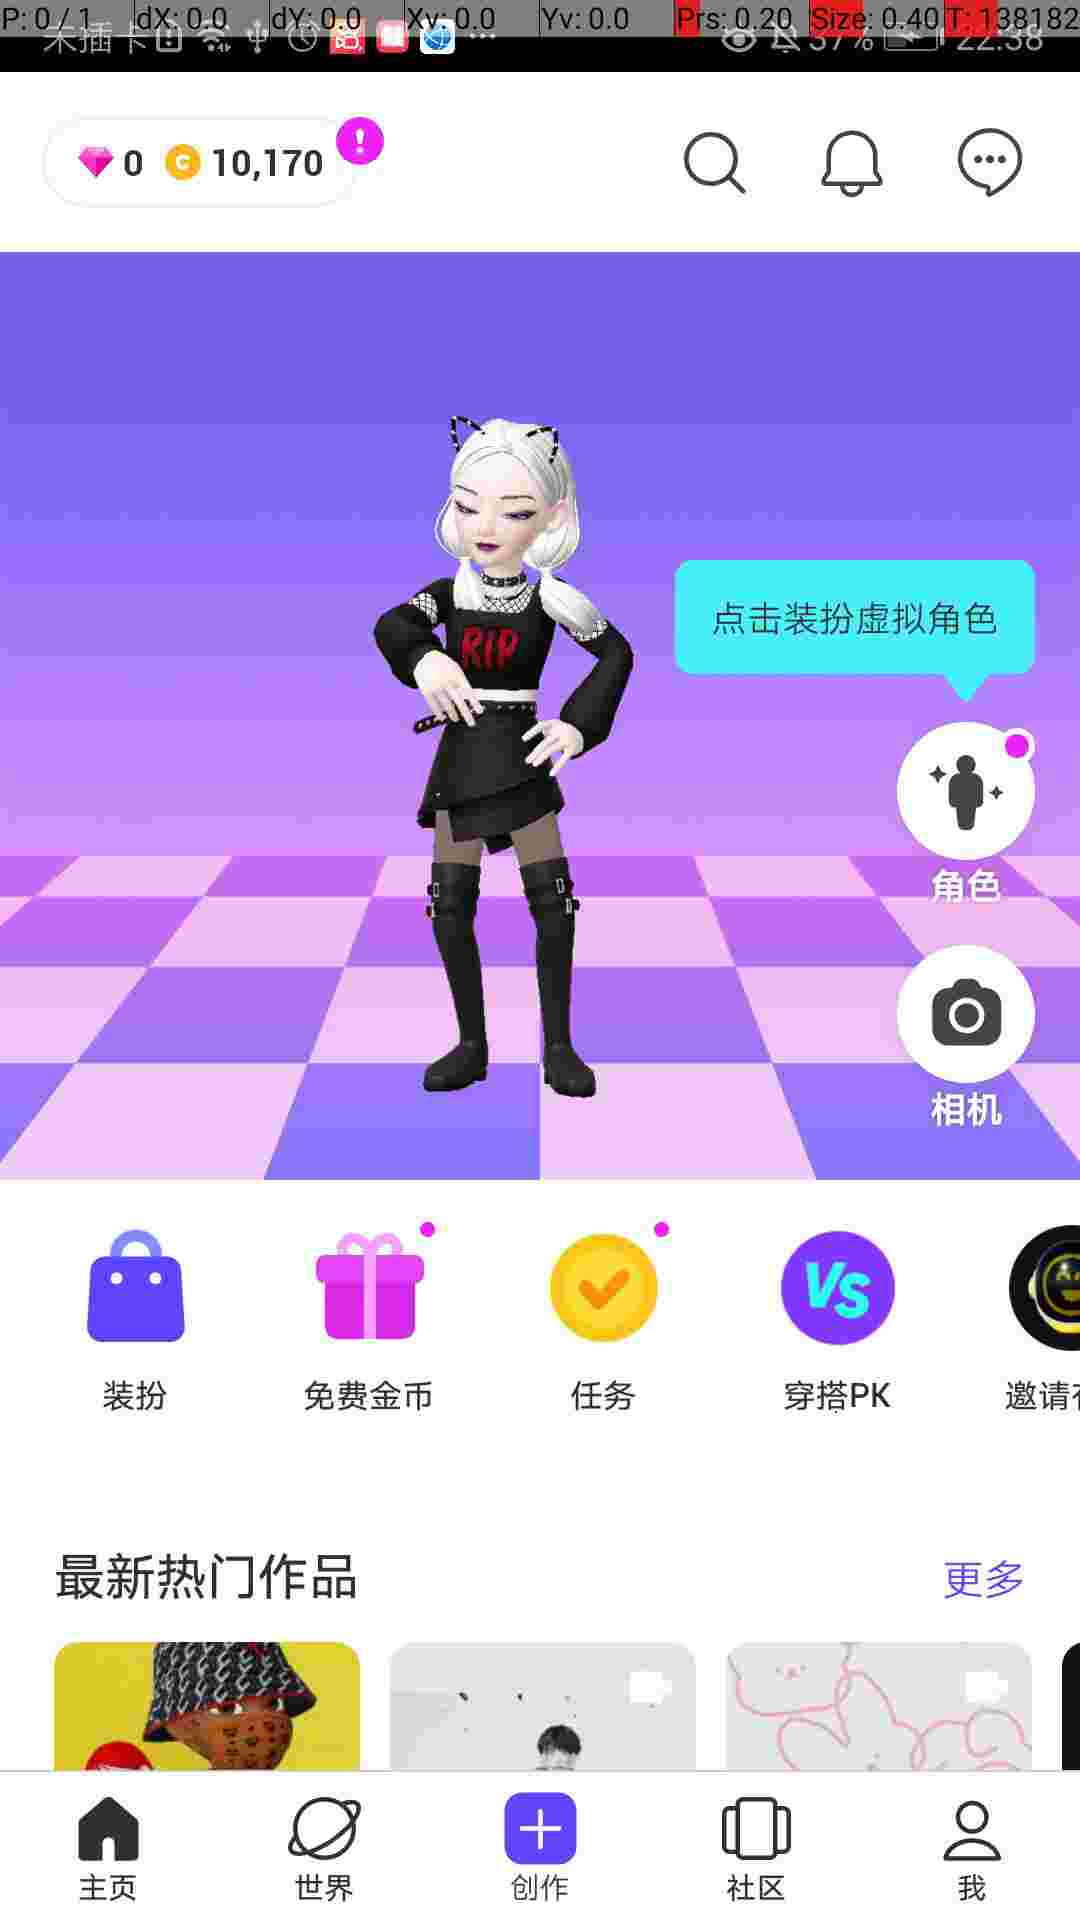 P: 0 / 1 dX: 0.0 dY: 0.0 Xv: 0.0 Yv: 0.0 Prs: 0.20 Size: 0.40 T: 138182
未插卡 37% 22:38
0 C 10,170
RIP
点击装扮虚拟角色
角色
相机
VS
装扮 免费金币 任务 穿搭PK 邀请
最新热门作品 更多
主页 世界 创作 社区 我